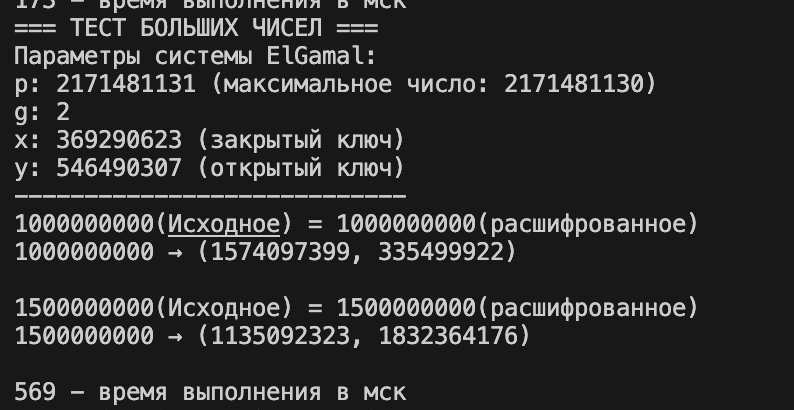 173 – время выполнения в мск
=== ТЕСТ БОЛЬШИХ ЧИСЕЛ ===
Параметры системы ElGamal:
p: 2171481131 (максимальное число: 2171481130)
g: 2
x: 369290623 (закрытый ключ)
y: 546490307 (открытый ключ)
----------------------------
1000000000(Исходное) = 1000000000(расшифрованное)
1000000000 → (1574097399, 335499922)
1500000000(Исходное) = 1500000000(расшифрованное)
1500000000 → (1135092323, 1832364176)
569 – время выполнения в мск